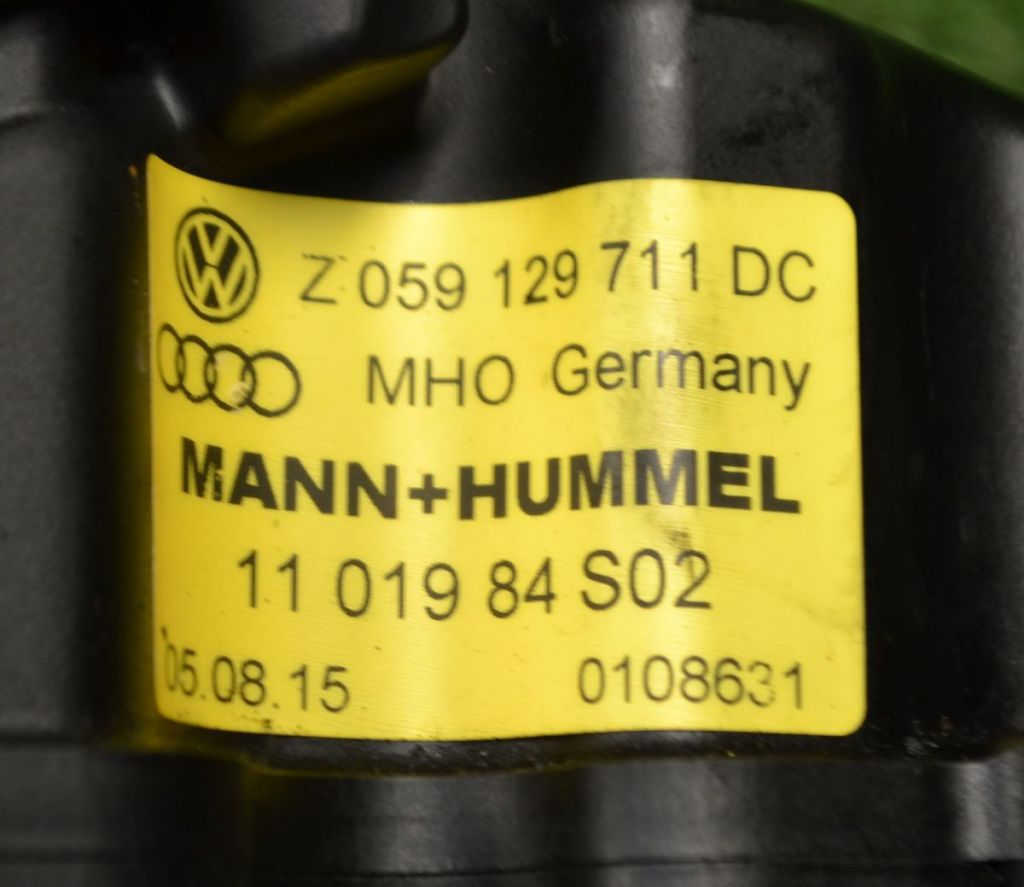 Z 059 129 711 DC
MHO Germany
MANN+HUMMEL
11 019 84 S02
05.08.15 0108631